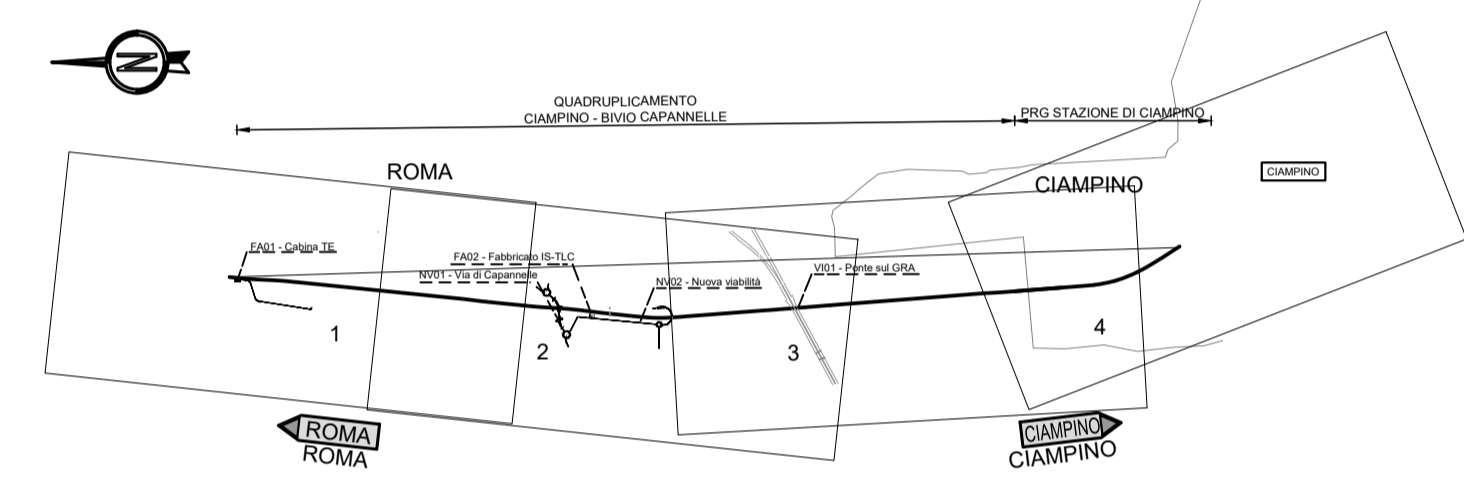 N
QUADRUPLICAMENTO
CIAMPINO - BIVIO CAPANNELLE
PRG STAZIONE DI CIAMPINO
ROMA
CIAMPINO
CIAMPINO
FA01 - Cabina TE
FA02 - Fabbricato IS-TLC
NV01 - Via di Capannelle
NV02 - Nuova viabilità
VI01 - Ponte sul GRA
1
2
3
4
ROMA
ROMA
CIAMPINO
CIAMPINO